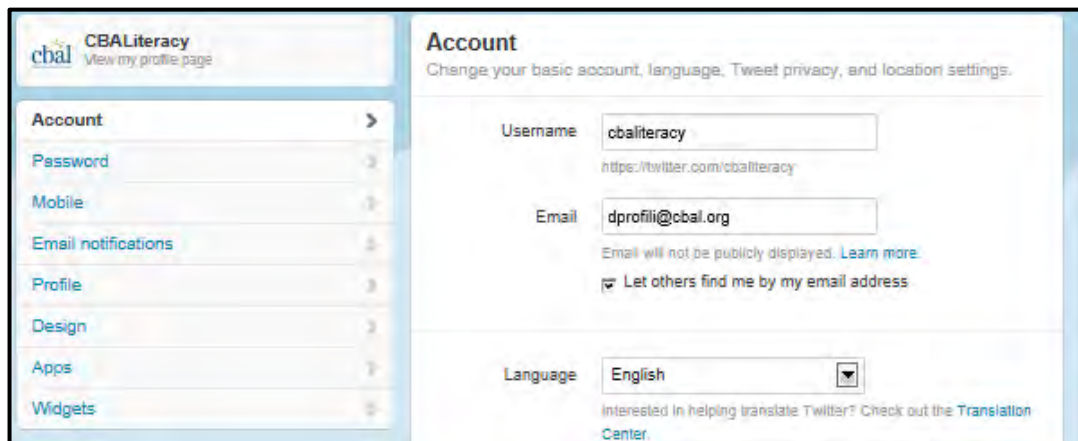 cbal
CBALiteracy
View my profile page
Account
Password
Mobile
Email notifications
Profile
Design
Apps
Widgets
Account
Change your basic account, language, Tweet privacy, and location settings.
Username
cbaliteracy
https://twitter.com/cbaliteracy
Email
dprofili@cbal.org
Email will not be publicly displayed. Learn more.
Let others find me by my email address
Language
English
Interested in helping translate Twitter? Check out the Translation
Center.